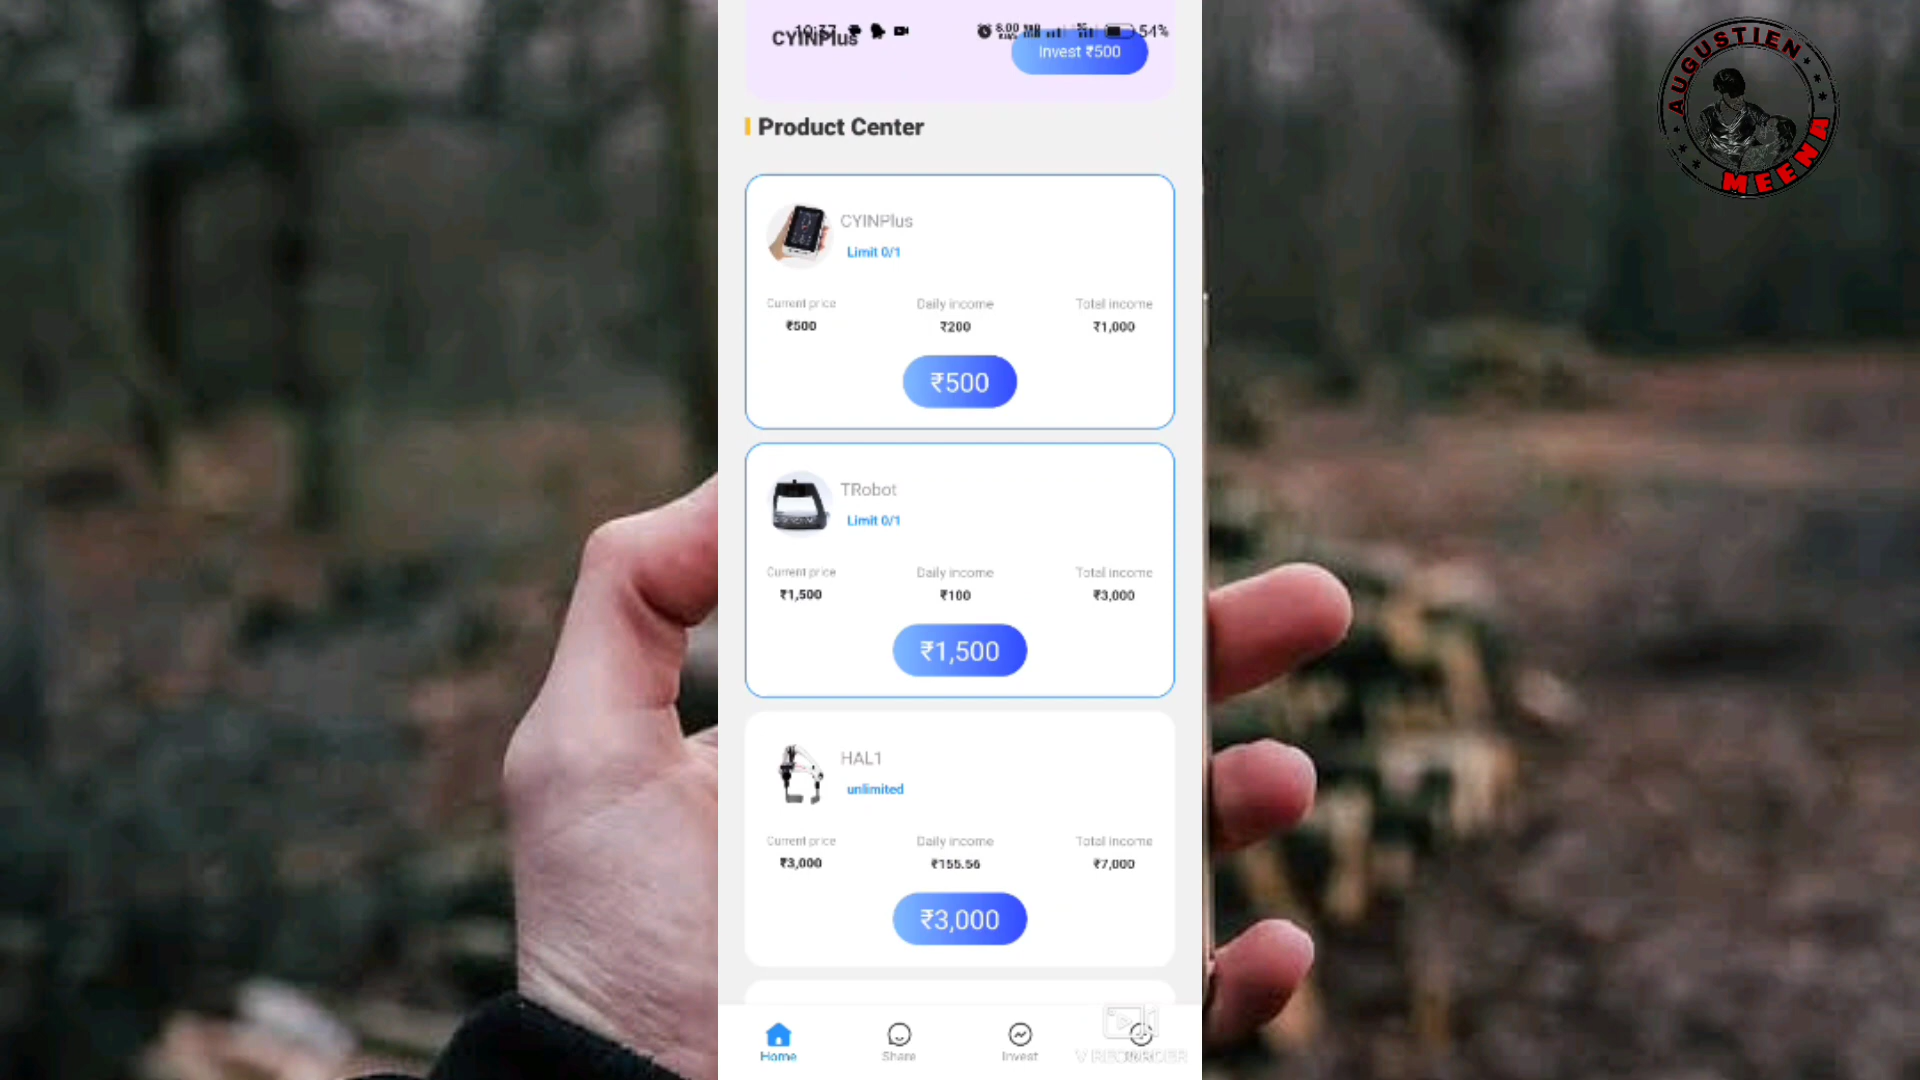 CYINPlus
54%
Invest ₹500
Product Center
CYINPlus
Limit 0/1
Current price Daily income Total income
₹500 ₹200 ₹1,000
₹500
TRobot
Limit 0/1
Current price Daily income Total income
₹1,500 ₹100 ₹3,000
₹1,500
HAL1
unlimited
Current price Daily income Total income
₹3,000 ₹155.56 ₹7,000
₹3,000
Home Share Invest
V RECORDER
AUGUSTIEN
MEENA